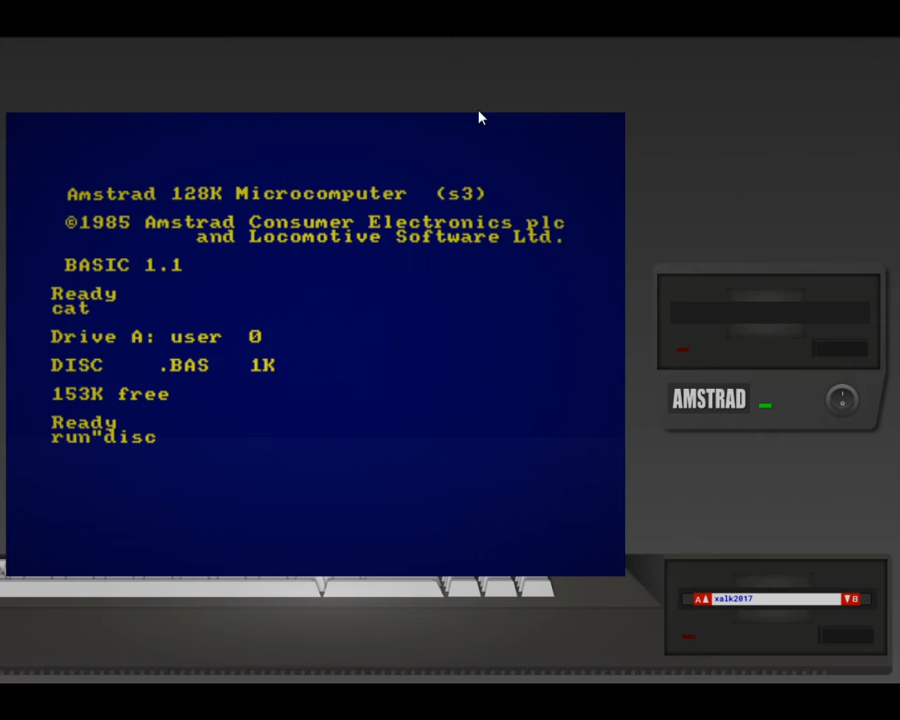 Amstrad 128K Microcomputer (s3)
©1985 Amstrad Consumer Electronics plc
and Locomotive Software Ltd.
BASIC 1.1
Ready
cat
Drive A: user 0
DISC .BAS 1K
153K free
Ready
run"disc
AMSTRAD
A xalk2017 B